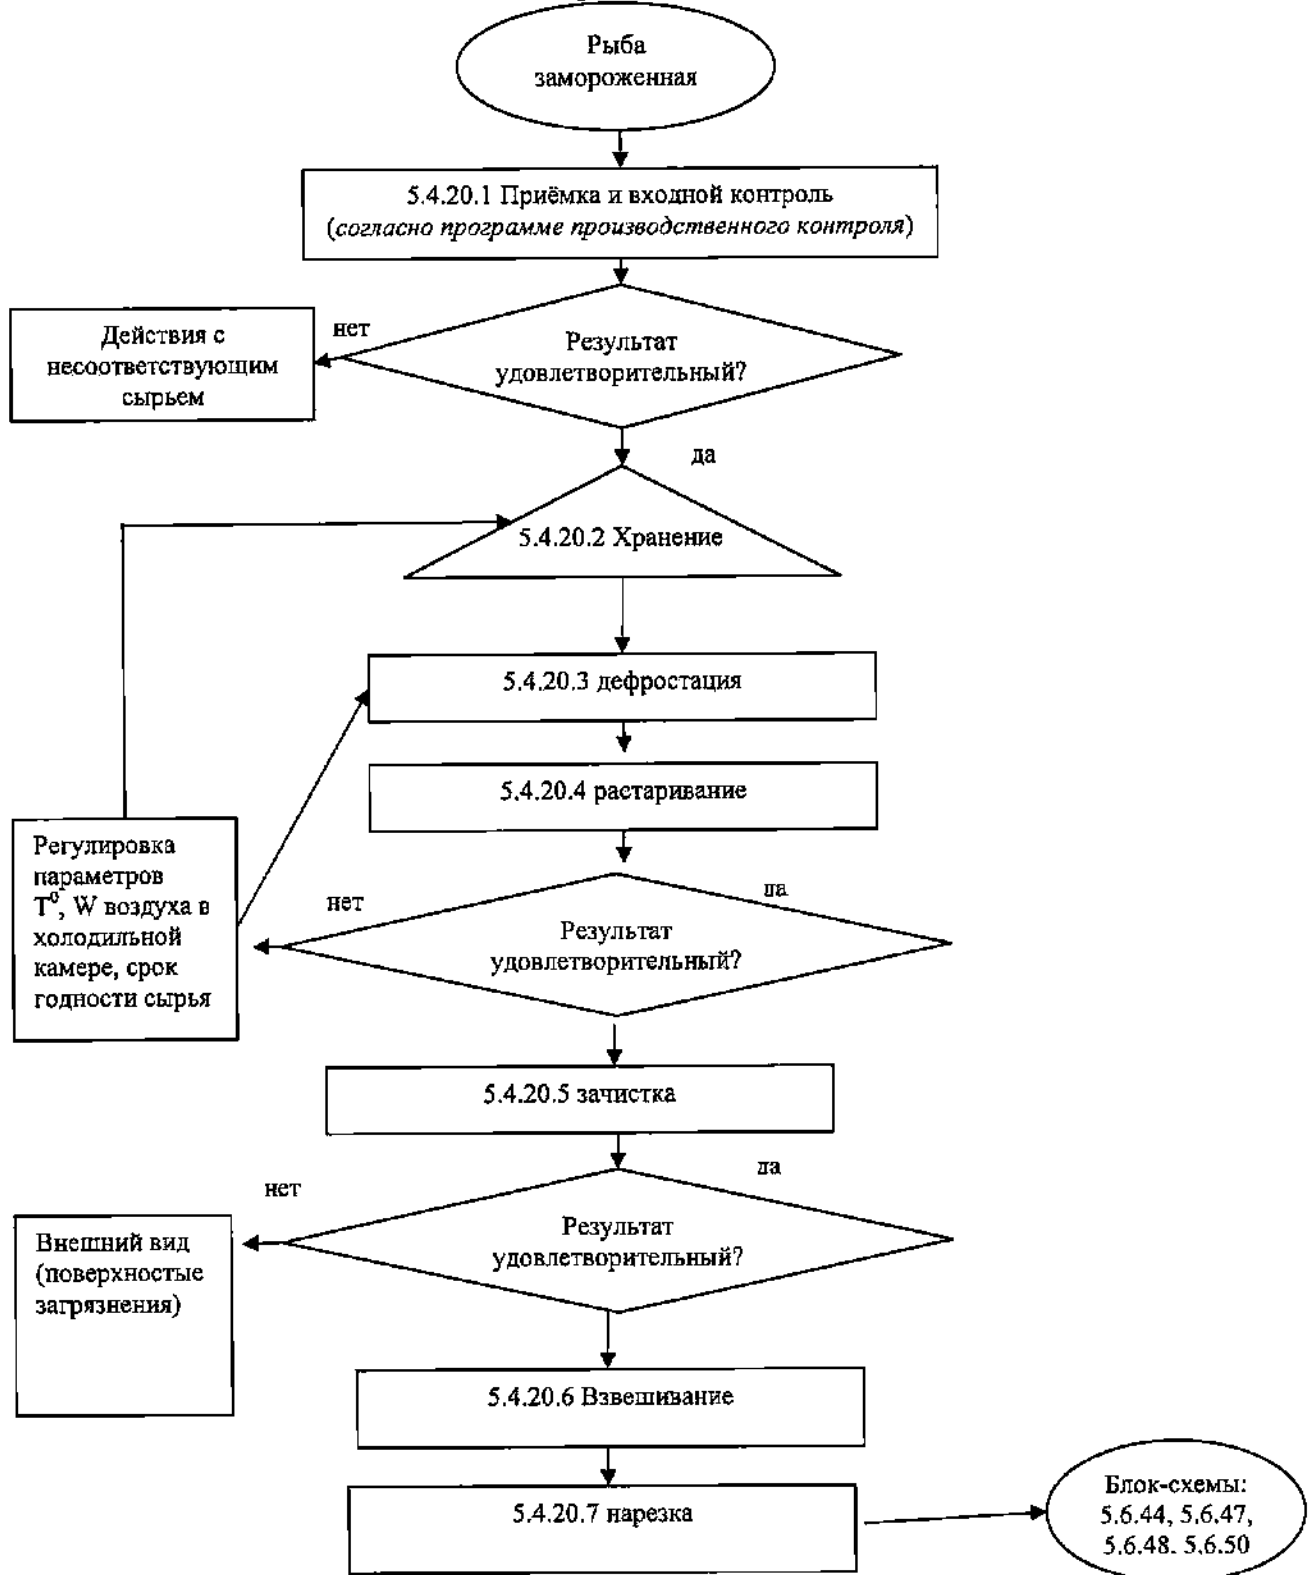 Рыба
замороженная
5.4.20.1 Приёмка и входной контроль
(согласно программе производственного контроля)
Действия с
несоответствующим
сырьем
нет
Результат
удовлетворительный?
да
5.4.20.2 Хранение
5.4.20.3 дефростация
5.4.20.4 растаривание
Регулировка
параметров
T⁰, W воздуха в
холодильной
камере, срок
годности сырья
нет
да
Результат
удовлетворительный?
5.4.20.5 зачистка
нет
да
Результат
удовлетворительный?
Внешний вид
(поверхностые
загрязнения)
5.4.20.6 Взвешивание
5.4.20.7 нарезка
Блок-схемы:
5.6.44, 5.6.47,
5.6.48. 5.6.50